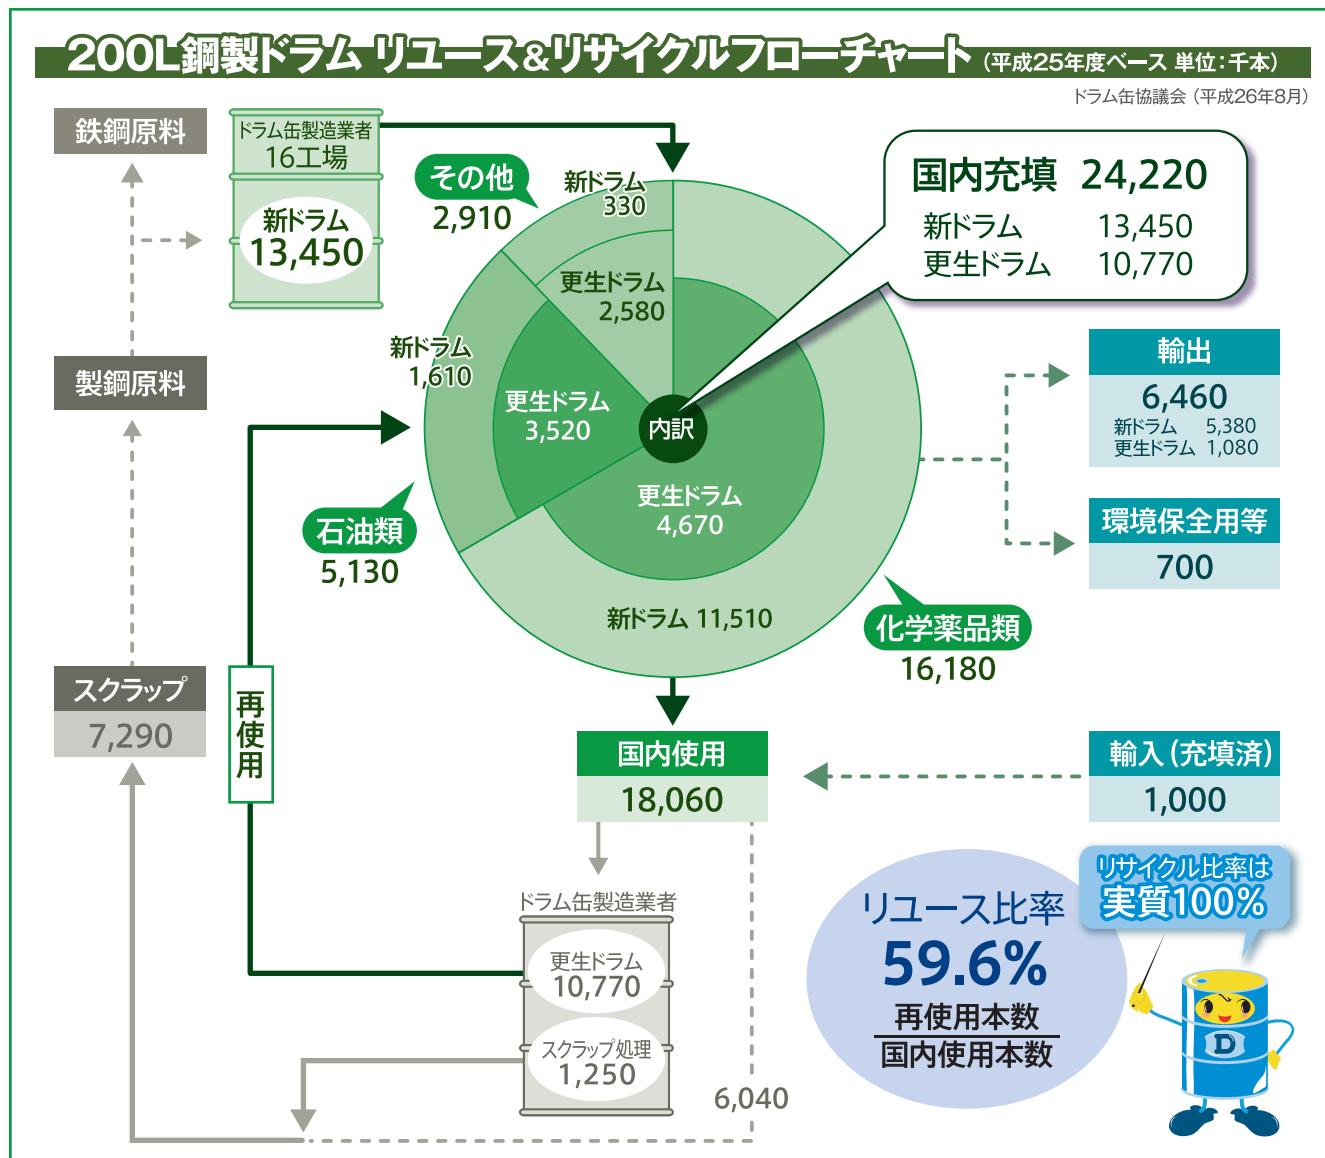 200L鋼製ドラム リユース&リサイクルフローチャート（平成25年度ベース 単位：千本）
ドラム缶協議会（平成26年8月）
鉄鋼原料
ドラム缶製造業者
16工場
新ドラム
13,450
その他
2,910
新ドラム
330
国内充填 24,220
新ドラム 13,450
更生ドラム 10,770
更生ドラム
2,580
新ドラム
1,610
製鋼原料
更生ドラム
3,520
内訳
輸出
6,460
新ドラム 5,380
更生ドラム 1,080
更生ドラム
4,670
石油類
5,130
環境保全用等
700
新ドラム 11,510
化学薬品類
16,180
スクラップ
7,290
再使用
国内使用
18,060
輸入（充填済）
1,000
ドラム缶製造業者
更生ドラム
10,770
スクラップ処理
1,250
6,040
リユース比率
59.6%
再使用本数
国内使用本数
リサイクル比率は
実質100%
D